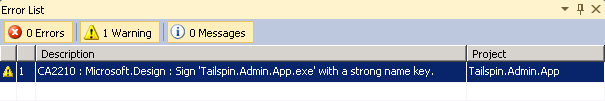 Error List
0 Errors 1 Warning 0 Messages
Description Project
1 CA2210 : Microsoft.Design : Sign 'Tailspin.Admin.App.exe' with a strong name key. Tailspin.Admin.App